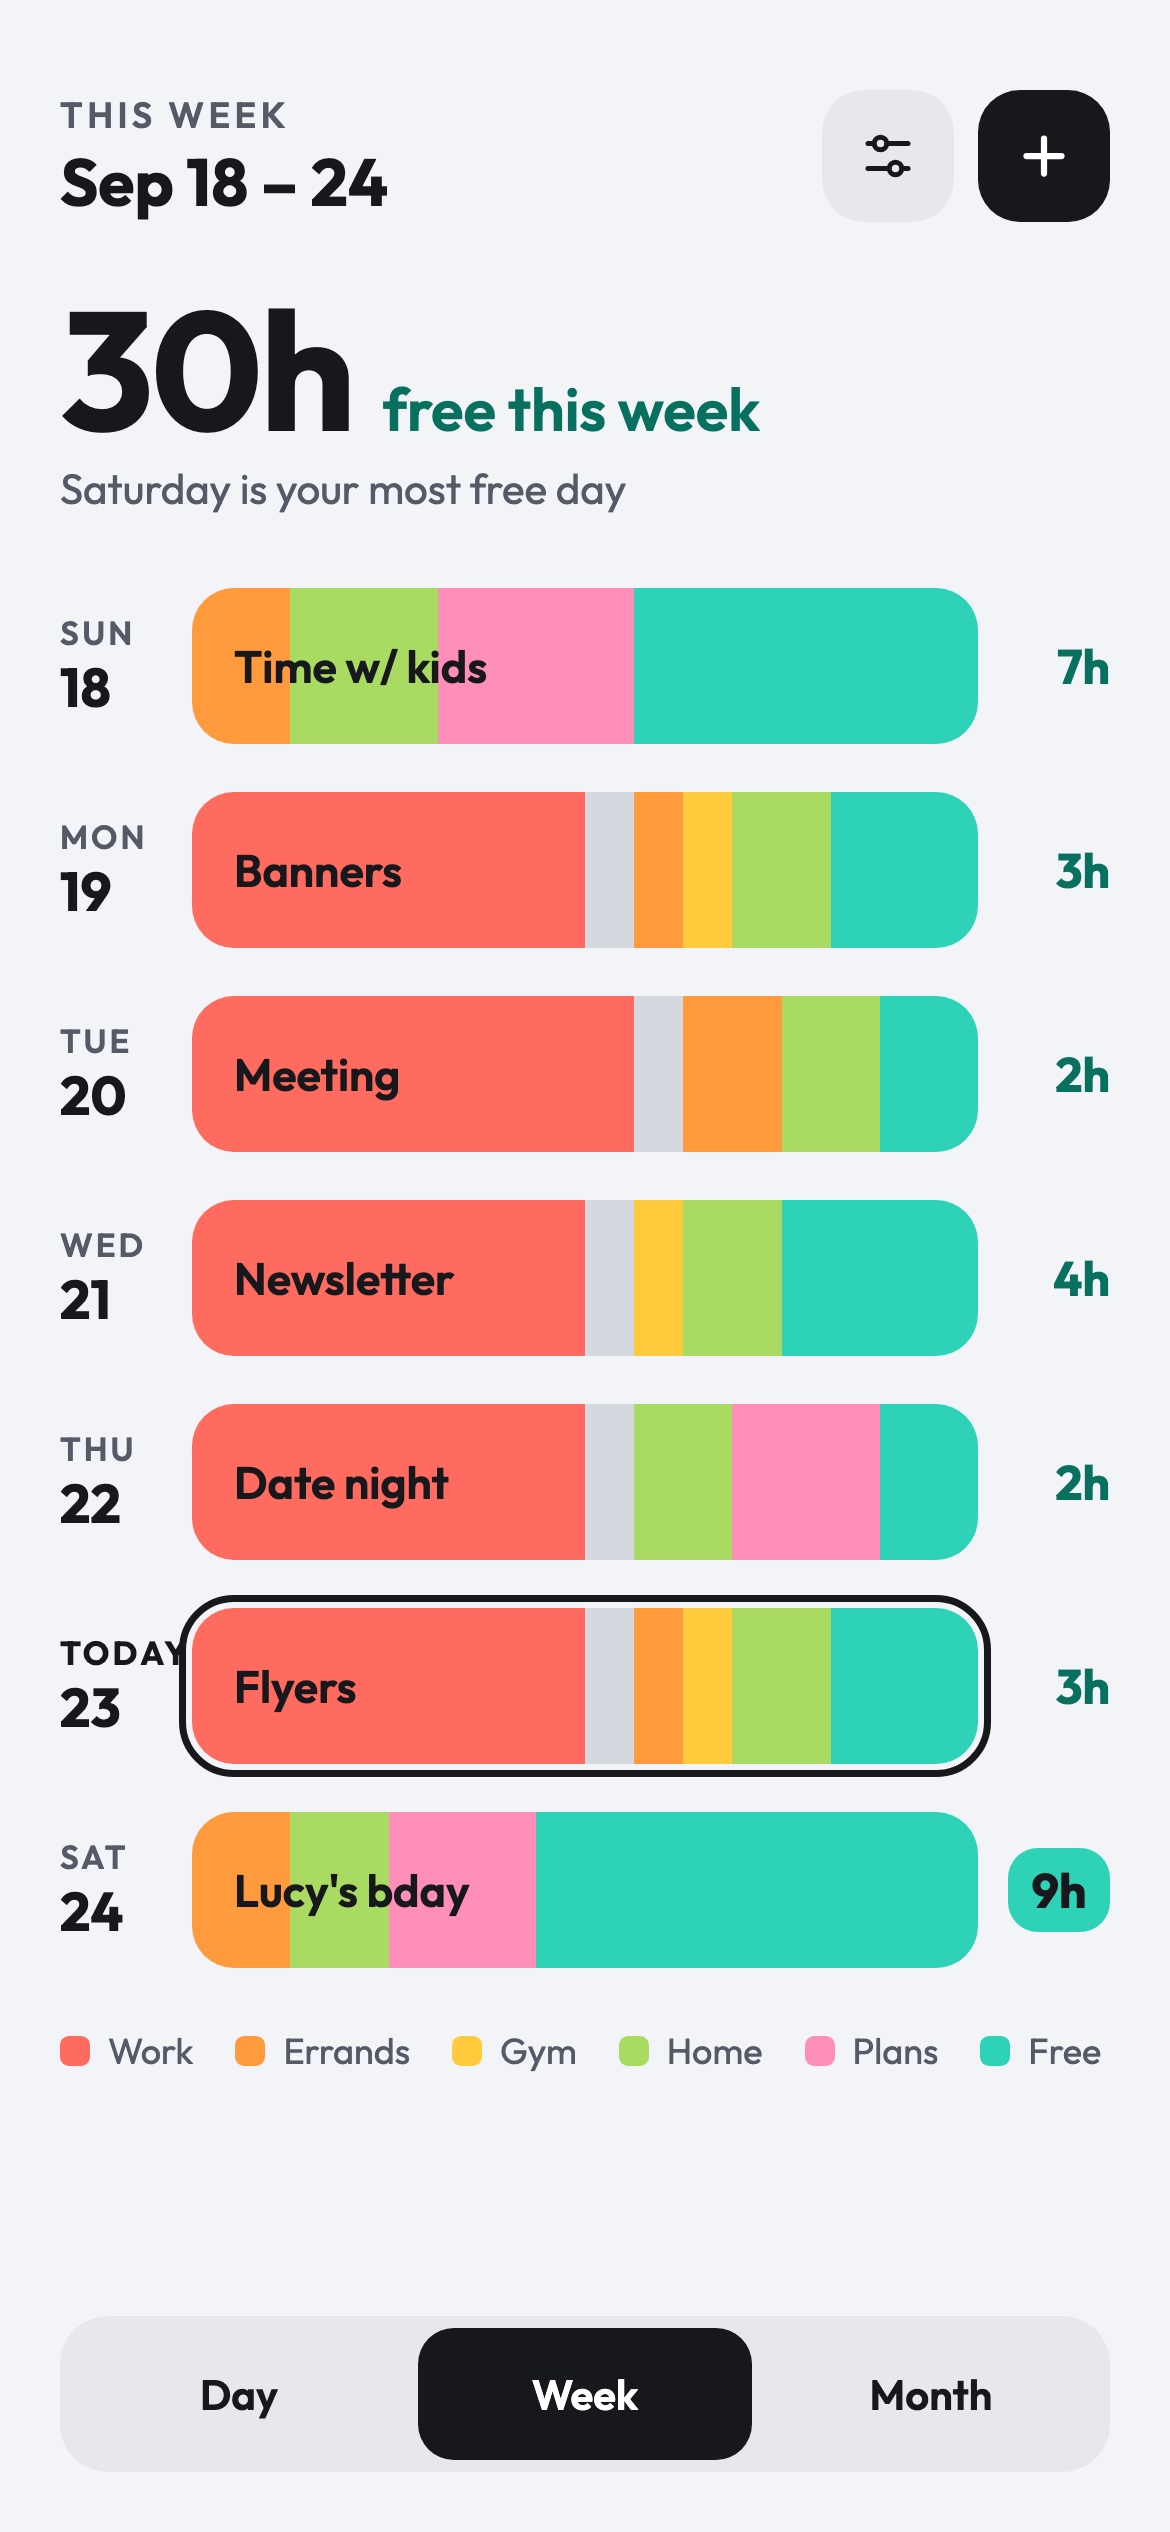 THIS WEEK
Sep 18 – 24
30h free this week
Saturday is your most free day
SUN
18
Time w/ kids
7h
MON
19
Banners
3h
TUE
20
Meeting
2h
WED
21
Newsletter
4h
THU
22
Date night
2h
TODAY
23
Flyers
3h
SAT
24
Lucy's bday
9h
Work Errands Gym Home Plans Free
Day Week Month